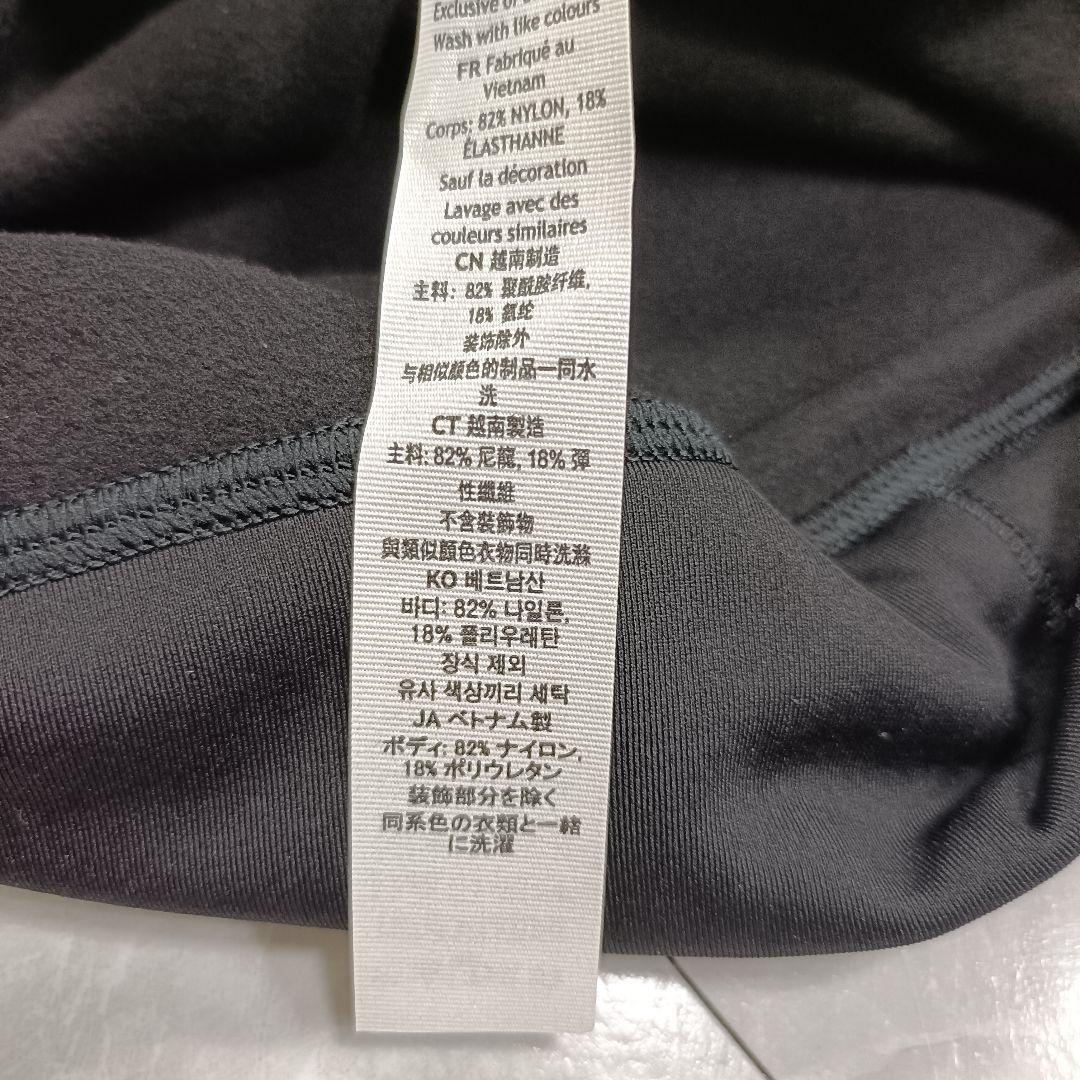 Exclusive of
Wash with like colours
FR Fabriqué au
Vietnam
Corps: 82% NYLON, 18%
ÉLASTHANNE
Sauf la décoration
Lavage avec des
couleurs similaires
CN 越南制造
主料: 82% 聚酰胺纤维,
18% 氨纶
装饰除外
与相似颜色的制品一同水
洗
CT 越南製造
主料: 82% 尼龍, 18% 彈
性纖維
不含裝飾物
與類似顏色衣物同時洗滌
KO 베트남산
바디: 82% 나일론,
18% 폴리우레탄
장식 제외
유사 색상끼리 세탁
JA ベトナム製
ボディ: 82% ナイロン,
18% ポリウレタン
装飾部分を除く
同系色の衣類と一緒
に洗濯